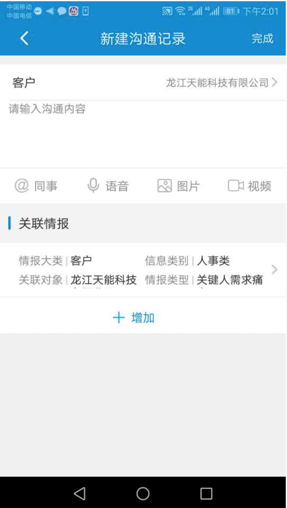 中国移动
中国电信
81
下午2:01
新建沟通记录
完成
客户
龙江天能科技有限公司
请输入沟通内容
@ 同事
语音
图片
视频
关联情报
情报大类 | 客户
信息类别 | 人事类
关联对象 | 龙江天能科技
情报类型 | 关键人需求痛
+ 增加